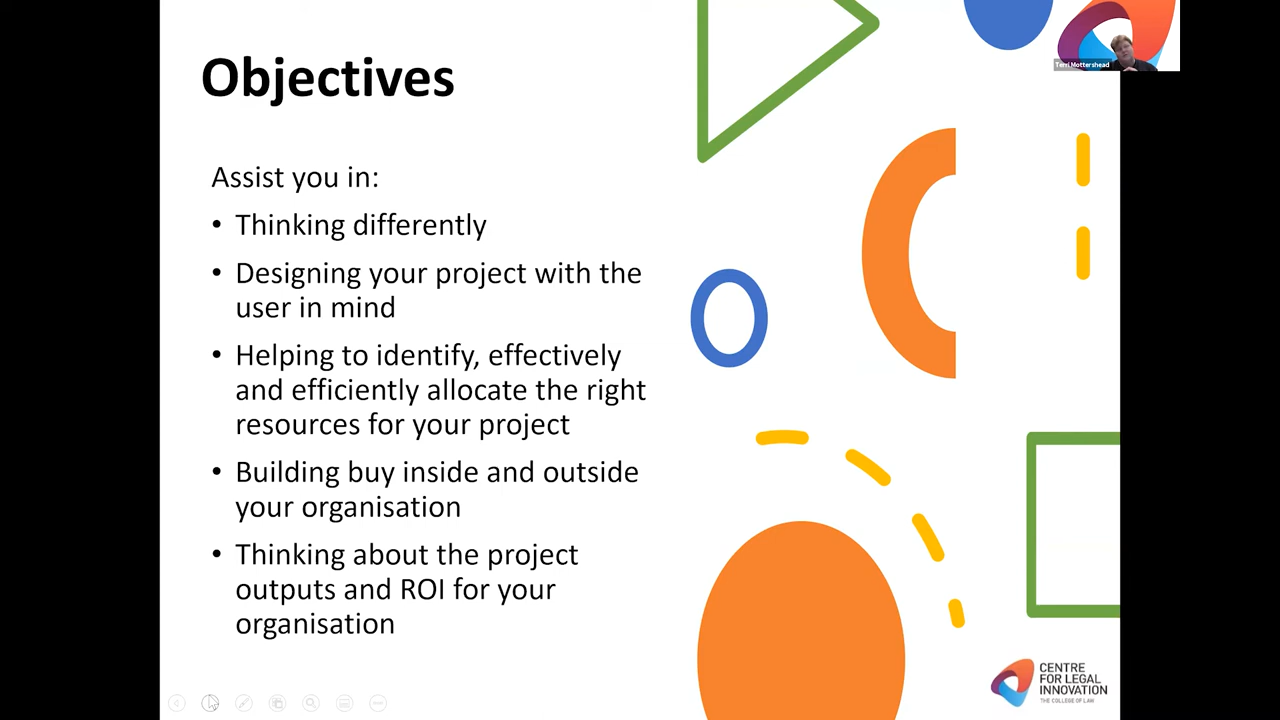 Objectives
Terri Mottershead
Assist you in:
• Thinking differently
• Designing your project with the
user in mind
• Helping to identify, effectively
and efficiently allocate the right
resources for your project
• Building buy inside and outside
your organisation
• Thinking about the project
outputs and ROI for your
organisation
CENTRE
FOR LEGAL
INNOVATION
THE COLLEGE OF LAW